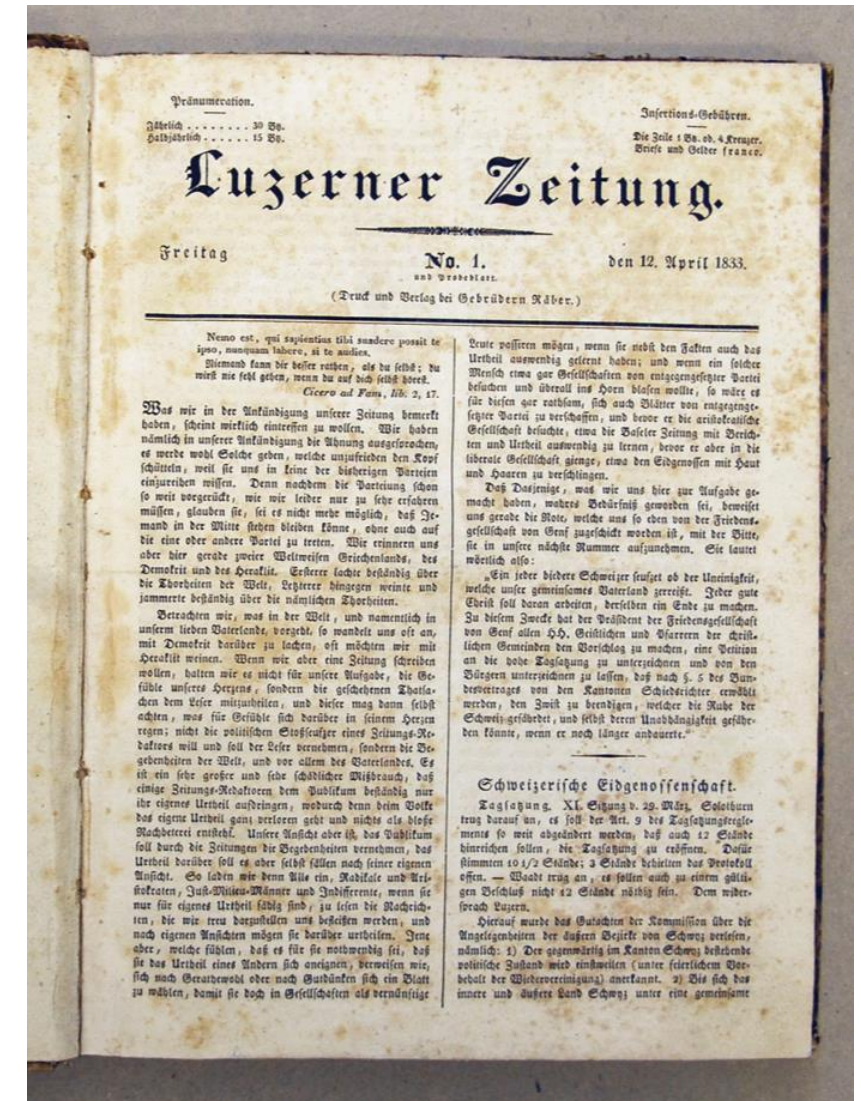 Pränumeration.
Jährlich . . . . . . . . 30 Bz.
Halbjährlich . . . . . . 15 Bz.
Insertions-Gebühren.
Die Zeile 1 Bz. od. 4 Kreuzer.
Briefe und Gelder franco.
Luzerner Zeitung.
Freitag
No. 1.
und Probeblatt.
den 12. April 1833.
(Druck und Verlag bei Gebrüdern Räber.)
Nemo est, qui sapientius tibi suadere possit te
ipso, nunquam labere, si te audies.
Niemand kann dir besser rathen, als du selbst; du
wirst nie fehl gehen, wenn du auf dich selbst hörst.
Cicero ad Fam, lib. 2, 17.
Was wir in der Ankündigung unserer Zeitung bemerkt
haben, scheint wirklich eintreffen zu wollen. Wir haben
nämlich in unserer Ankündigung die Ahnung ausgesprochen,
es werde wohl Solche geben, welche unzufrieden den Kopf
schütteln, weil sie uns in keine der bisherigen Parteien
einzureihen wissen. Denn nachdem die Parteiung schon
so weit vorgerückt, wie wir leider nur zu sehr erfahren
müssen, glauben sie, sei es nicht mehr möglich, daß Je-
mand in der Mitte stehen bleiben könne, ohne auch auf
die eine oder andere Partei zu treten. Wir erinnern uns
aber hier gerade zweier Weltweisen Griechenlands, des
Demokrit und des Heraklit. Ersterer lachte beständig über
die Thorheiten der Welt, Letzterer hingegen weinte und
jammerte beständig über die nämlichen Thorheiten.
Betrachten wir, was in der Welt, und namentlich in
unserm lieben Vaterlande, vorgeht, so wandelt uns oft an,
mit Demokrit darüber zu lachen, oft möchten wir mit
Heraklit weinen. Wenn wir aber eine Zeitung schreiben
wollen, halten wir es nicht für unsere Aufgabe, die Ge-
fühle unseres Herzens, sondern die geschehenen Thatsa-
chen dem Leser mitzutheilen, und dieser mag dann selbst
achten, was für Gefühle sich darüber in seinem Herzen
regen; nicht die politischen Stoßseufzer eines Zeitungs-Re-
daktors will und soll der Leser vernehmen, sondern die Be-
gebenheiten der Welt, und vor allem des Vaterlandes. Es
ist ein sehr großer und sehr schädlicher Mißbrauch, daß
einige Zeitungs-Redaktoren dem Publikum beständig nur
ihr eigenes Urtheil aufdringen, wodurch denn beim Volke
das eigene Urtheil ganz verloren geht und nichts als bloße
Nachbeterei entsteht. Unsere Ansicht aber ist, das Publikum
soll durch die Zeitungen die Begebenheiten vernehmen, das
Urtheil darüber soll es aber selbst fällen nach seiner eigenen
Ansicht. So laden wir denn Alle ein, Radikale und Ari-
stokraten, Just-Milieu-Männer und Indifferente, wenn sie
nur für eigenes Urtheil fähig sind, zu lesen die Nachrich-
ten, die wir treu darzustellen uns befleißen werden, und
nach eigenen Ansichten mögen sie darüber urtheilen. Jene
aber, welche fühlen, daß es für sie nothwendig sei, daß
sie das Urtheil eines Andern sich aneignen, verweisen wir,
sich nach Gerathewohl oder nach Gutdünken sich ein Blatt
zu wählen, damit sie doch in Gesellschaften als vernünftige
Leute passiren mögen, wenn sie nebst den Fakten auch das
Urtheil auswendig gelernt haben; und wenn ein solcher
Mensch etwa gar Gesellschaften von entgegengesetzter Partei
besuchen und überall ins Horn blasen wollte, so wäre es
für diesen gar rathsam, sich auch Blätter von entgegenge-
setzter Partei zu verschaffen, und bevor er die aristokratische
Gesellschaft besuchte, etwa die Baseler Zeitung mit Berich-
ten und Urtheil auswendig zu lernen, bevor er aber in die
liberale Gesellschaft gienge, etwa den Eidgenossen mit Haut
und Haaren zu verschlingen.
Daß Dasjenige, was wir uns hier zur Aufgabe ge-
macht haben, wahres Bedürfniß geworden sei, beweiset
uns gerade die Note, welche uns so eben von der Friedens-
gesellschaft von Genf zugeschickt worden ist, mit der Bitte,
sie in unsere nächste Nummer aufzunehmen. Sie lautet
wörtlich also:
„Ein jeder biedere Schweizer seufzet ob der Uneinigkeit,
welche unser gemeinsames Vaterland zerreißt. Jeder gute
Christ soll daran arbeiten, derselben ein Ende zu machen.
Zu diesem Zwecke hat der Präsident der Friedensgesellschaft
von Genf allen HH. Geistlichen und Pfarrern der christ-
lichen Gemeinden den Vorschlag zu machen, eine Petition
an die hohe Tagsatzung zu unterzeichnen und von den
Bürgern unterzeichnen zu lassen, daß nach §. 5 des Bun-
desvertrages von den Kantonen Schiedsrichter erwählt
werden, den Zwist zu beendigen, welcher die Ruhe der
Schweiz gefährdet, und selbst deren Unabhängigkeit gefähr-
den könnte, wenn er noch länger andauerte.“
Schweizerische Eidgenossenschaft.
Tagsatzung. XI. Sitzung v. 29. März. Solothurn
trug darauf an, es soll der Art. 9 des Tagsatzungsregle-
ments so weit abgeändert werden, daß auch 12 Stände
hinreichen sollen, die Tagsatzung zu eröffnen. Dafür
stimmten 10 1/2 Stände; 3 Stände behielten das Protokoll
offen. — Waadt trug an, es sollen auch zu einem gülti-
gen Beschluß nicht 12 Stände nöthig sein. Dem wider-
sprach Luzern.
Hierauf wurde das Gutachten der Kommission über die
Angelegenheiten der äußern Bezirke von Schwyz verlesen,
nämlich: 1) Der gegenwärtig im Kanton Schwyz bestehende
politische Zustand wird einstweilen (unter feierlichem Vor-
behalt der Wiedervereinigung) anerkannt. 2) Bis sich das
innere und äußere Land Schwyz unter eine gemeinsame